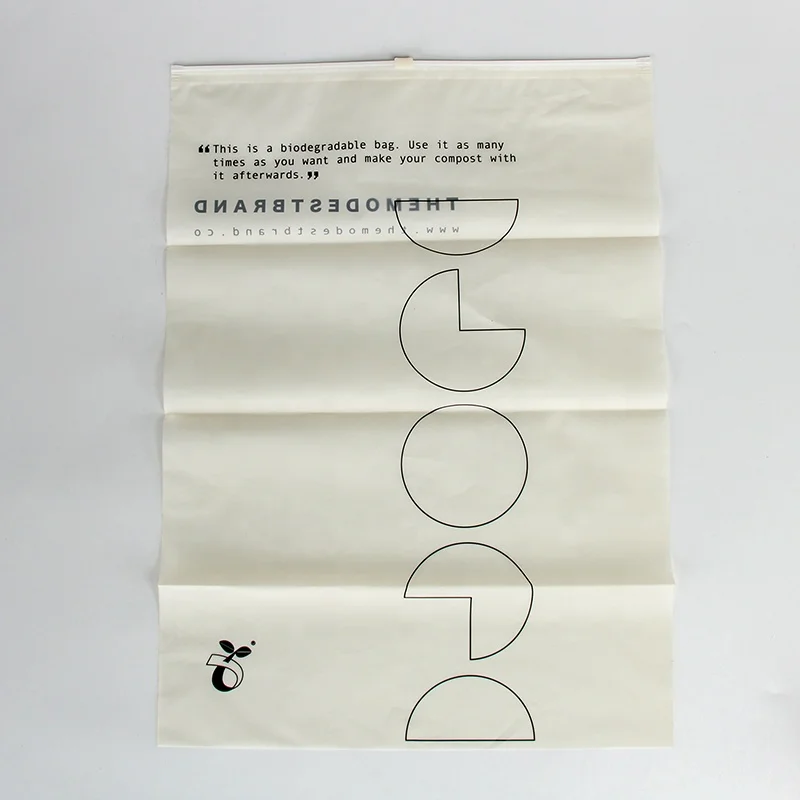 ❝This is a biodegradable bag. Use it as many
times as you want and make your compost with
it afterwards.❞
THEMODESTBRAND
www.themodestbrand.co